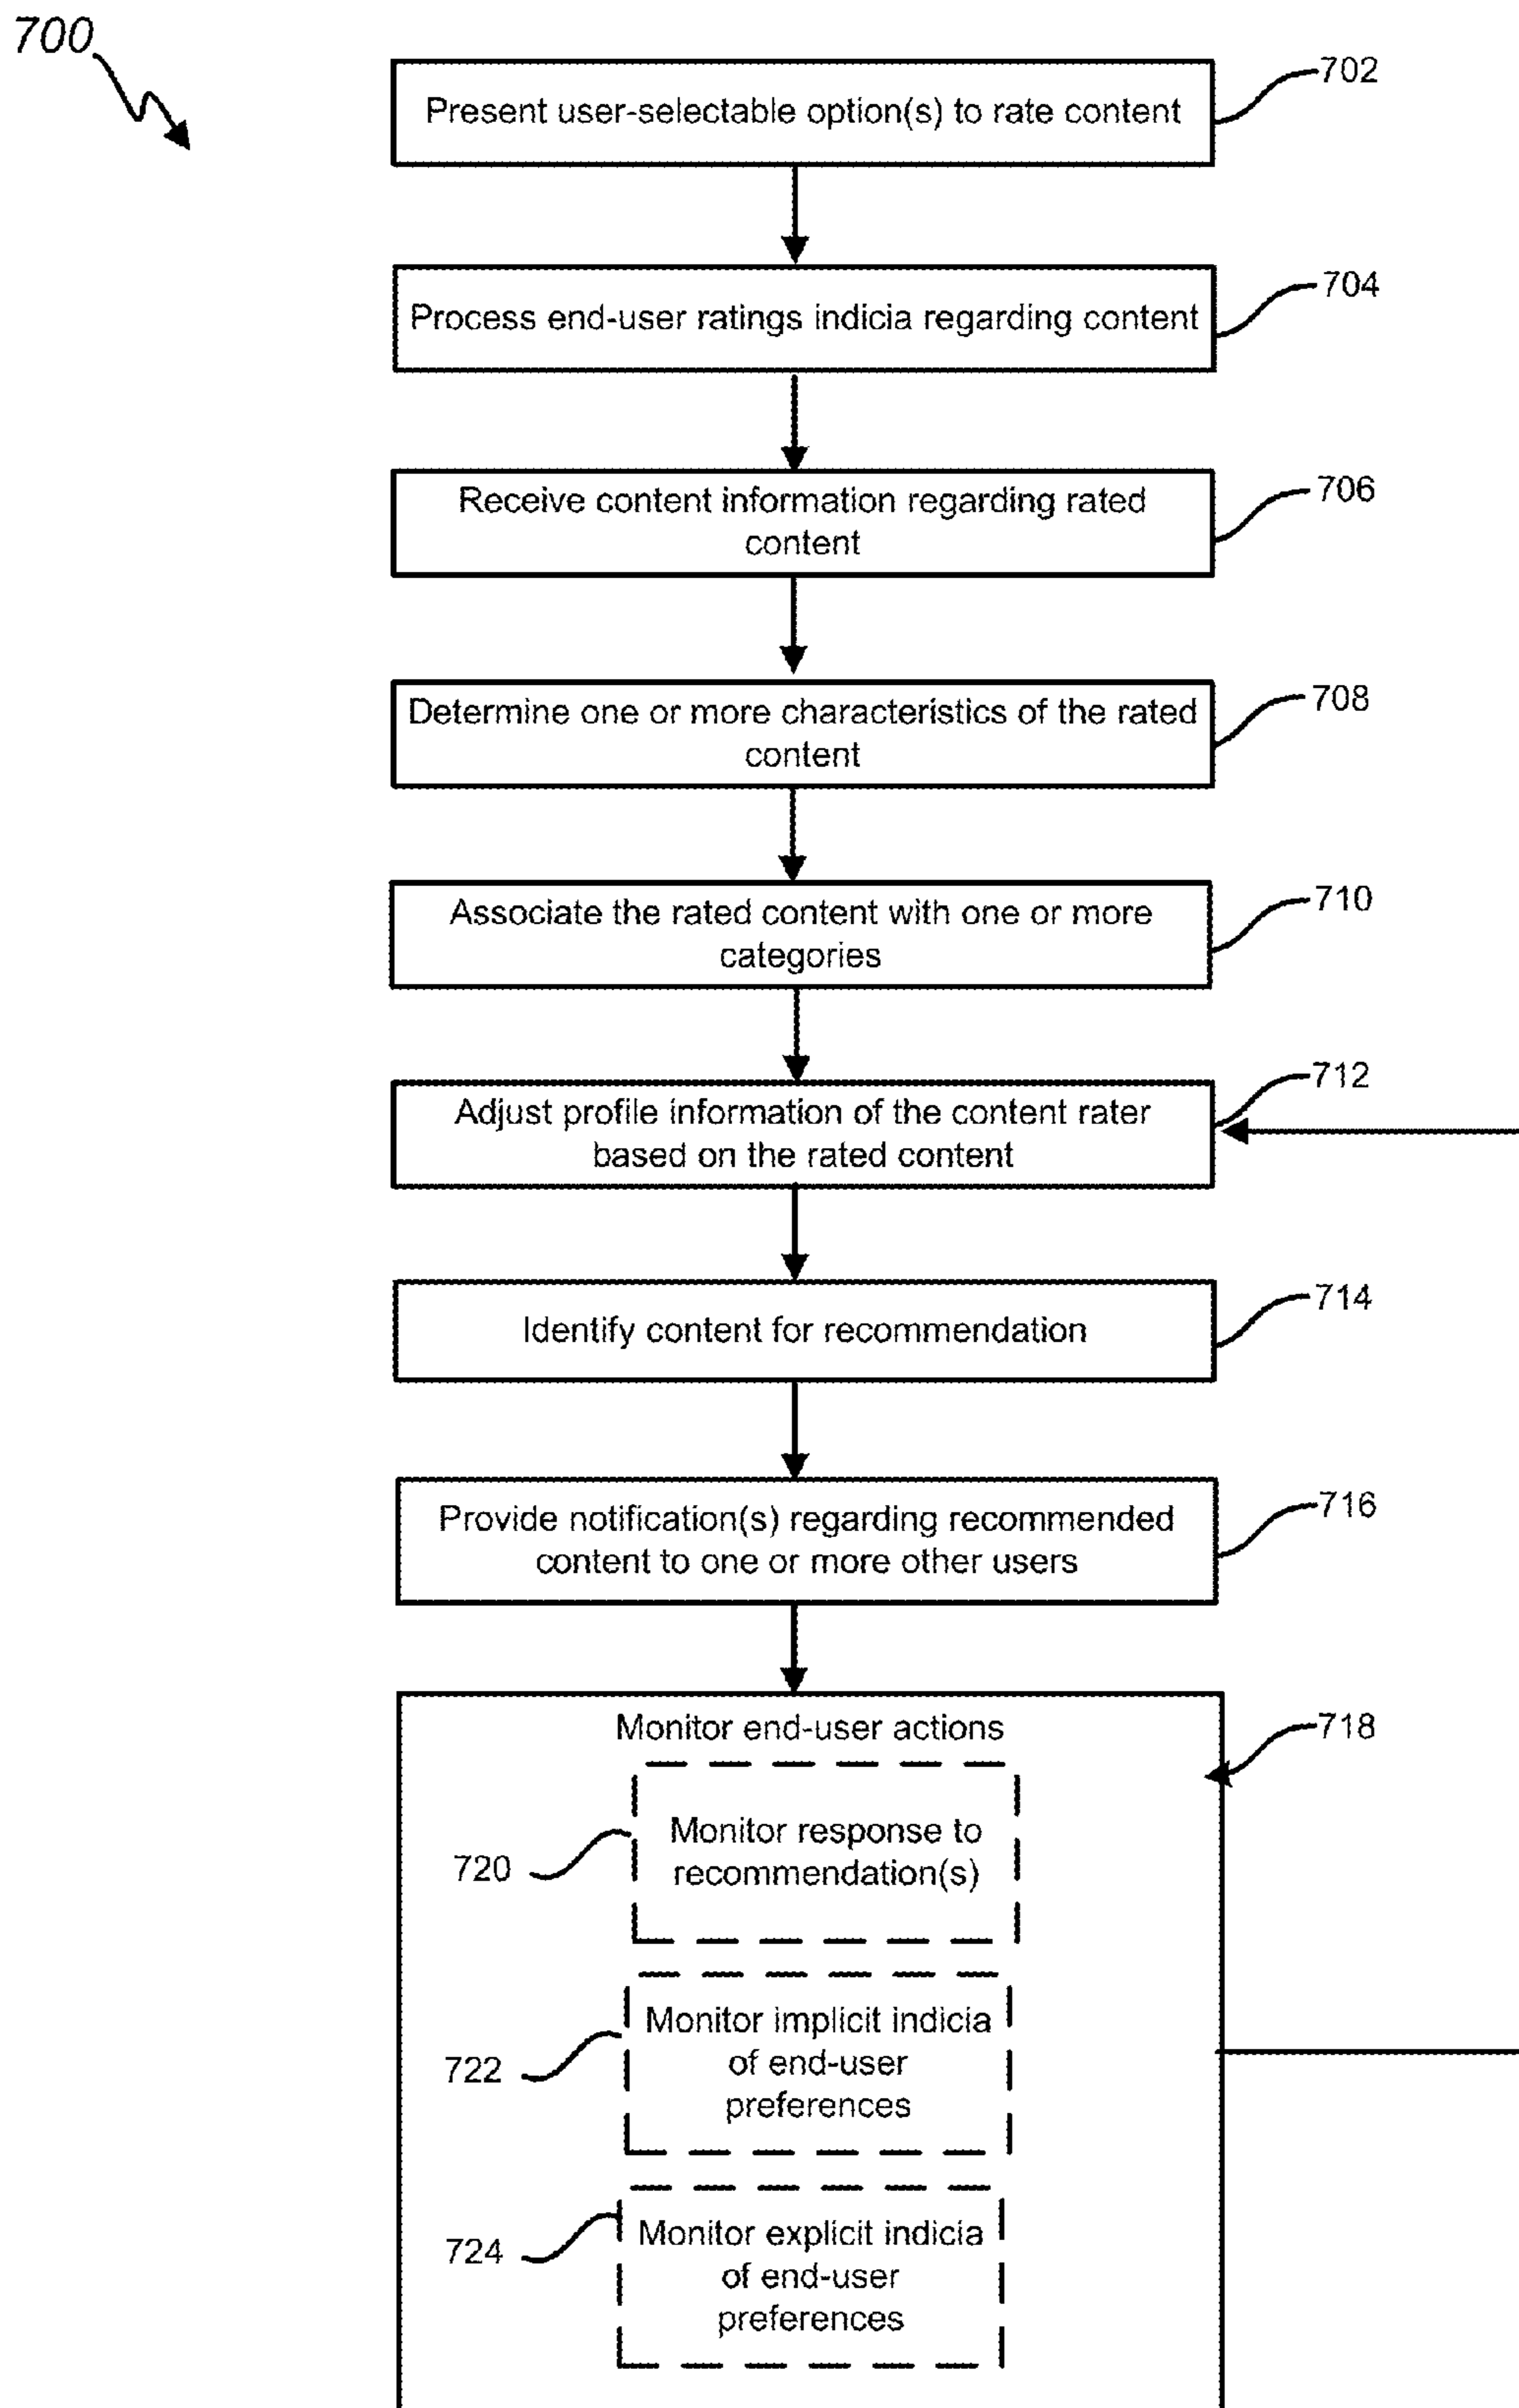 700
Present user-selectable option(s) to rate content
702
Process end-user ratings indicia regarding content
704
Receive content information regarding rated
content
706
Determine one or more characteristics of the rated
content
708
Associate the rated content with one or more
categories
710
Adjust profile information of the content rater
based on the rated content
712
Identify content for recommendation
714
Provide notification(s) regarding recommended
content to one or more other users
716
Monitor end-user actions
718
Monitor response to
recommendation(s)
720
Monitor implicit indicia
of end-user
preferences
722
Monitor explicit indicia
of end-user
preferences
724